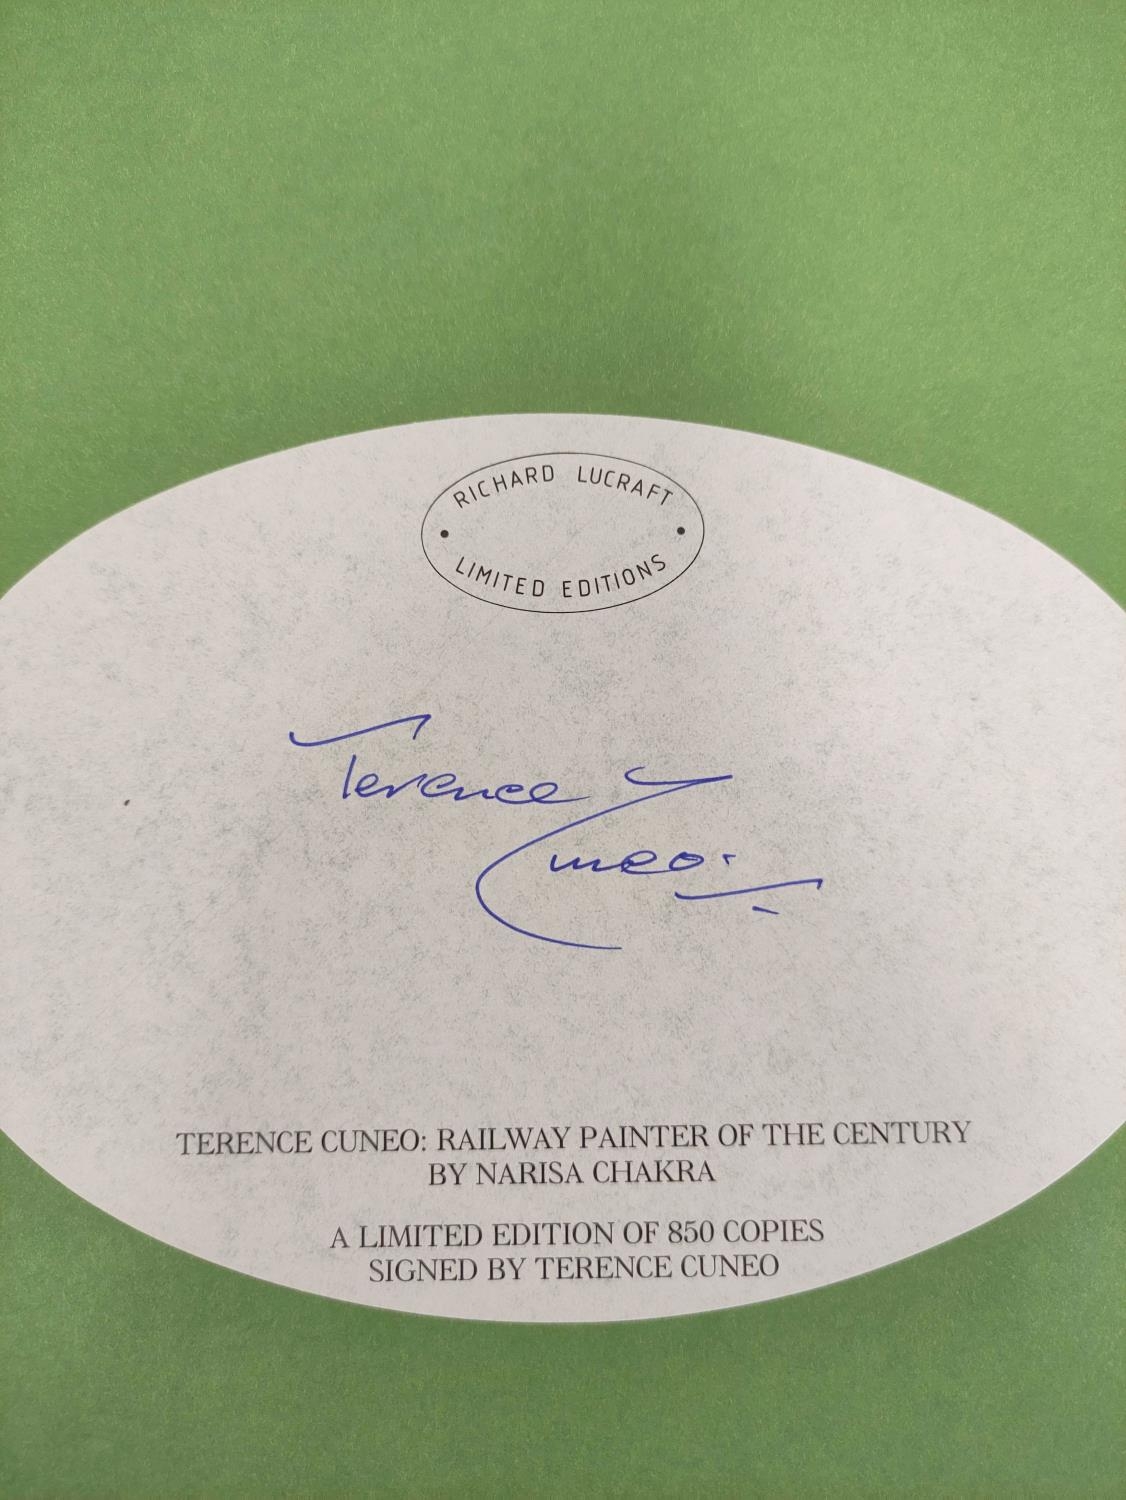 RICHARD LUCRAFT
LIMITED EDITIONS
Terence
Cuneo.
TERENCE CUNEO: RAILWAY PAINTER OF THE CENTURY
BY NARISA CHAKRA
A LIMITED EDITION OF 850 COPIES
SIGNED BY TERENCE CUNEO